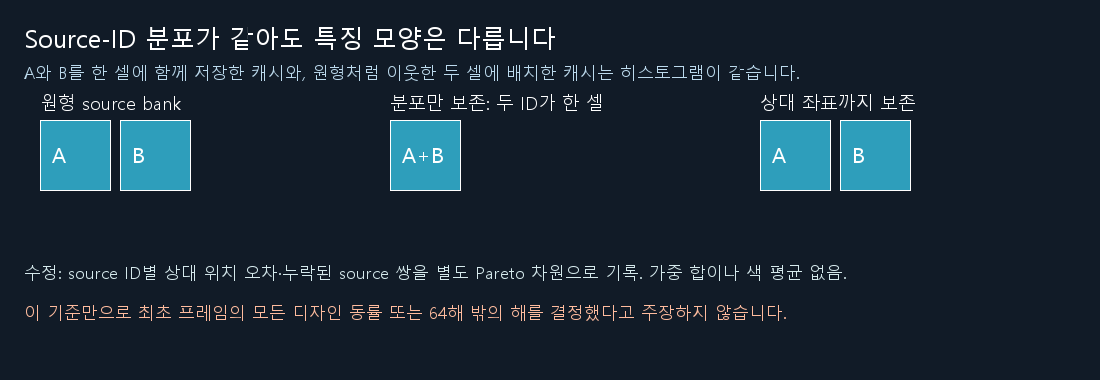 Source-ID 분포가 같아도 특징 모양은 다릅니다
A와 B를 한 셀에 함께 저장한 캐시와, 원형처럼 이웃한 두 셀에 배치한 캐시는 히스토그램이 같습니다.
원형 source bank
분포만 보존: 두 ID가 한 셀
상대 좌표까지 보존
A
B
A+B
A
B
수정: source ID별 상대 위치 오차·누락된 source 쌍을 별도 Pareto 차원으로 기록. 가중 합이나 색 평균 없음.
이 기준만으로 최초 프레임의 모든 디자인 동률 또는 64해 밖의 해를 결정했다고 주장하지 않습니다.